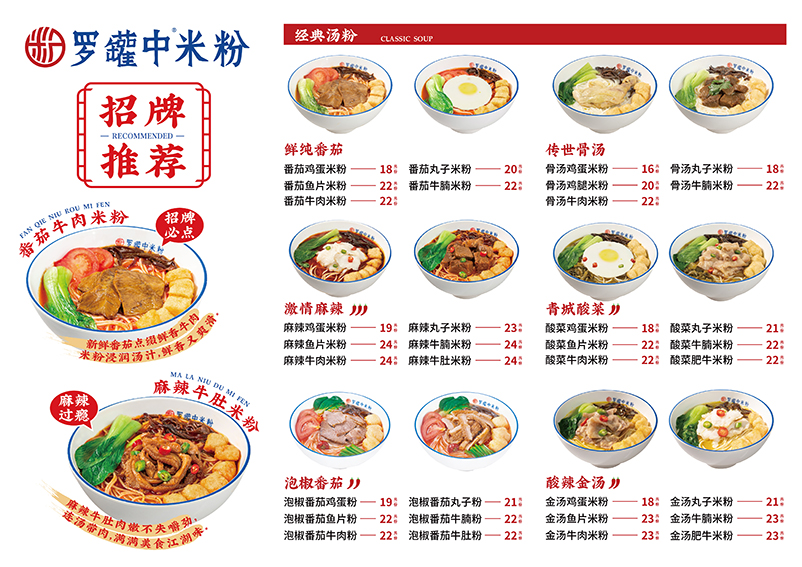 罗罐中米粉®
招牌
RECOMMENDED
推荐
FAN QIE NIU ROU MI FEN
番茄牛肉米粉
招牌
必点
罗罐中米粉
新鲜番茄点缀鲜香牛肉
米粉浸润汤汁,鲜香又爽滑.
MA LA NIU DU MI FEN
麻辣牛肚米粉
麻辣
过瘾
罗罐中米粉
麻辣牛肚肉嫩不失嚼劲,
连汤带肉,满满美食江湖味.
经典汤粉 CLASSIC SOUP
鲜纯番茄
番茄鸡蛋米粉 18
番茄丸子米粉 20
番茄鱼片米粉 22
番茄牛腩米粉 22
番茄牛肉米粉 22
传世骨汤
骨汤鸡蛋米粉 16
骨汤丸子米粉 18
骨汤鸡腿米粉 20
骨汤牛腩米粉 22
骨汤牛肉米粉 22
激情麻辣
麻辣鸡蛋米粉 19
麻辣丸子米粉 23
麻辣鱼片米粉 24
麻辣牛腩米粉 24
麻辣牛肉米粉 24
麻辣牛肚米粉 24
青城酸菜
酸菜鸡蛋米粉 18
酸菜丸子米粉 21
酸菜鱼片米粉 22
酸菜牛腩米粉 22
酸菜牛肉米粉 22
酸菜肥牛米粉 22
泡椒番茄
泡椒番茄鸡蛋粉 19
泡椒番茄丸子粉 21
泡椒番茄鱼片粉 22
泡椒番茄牛腩粉 22
泡椒番茄牛肉粉 22
泡椒番茄牛肚粉 22
酸辣金汤
金汤鸡蛋米粉 18
金汤丸子米粉 21
金汤鱼片米粉 23
金汤牛腩米粉 23
金汤牛肉米粉 23
金汤肥牛米粉 23